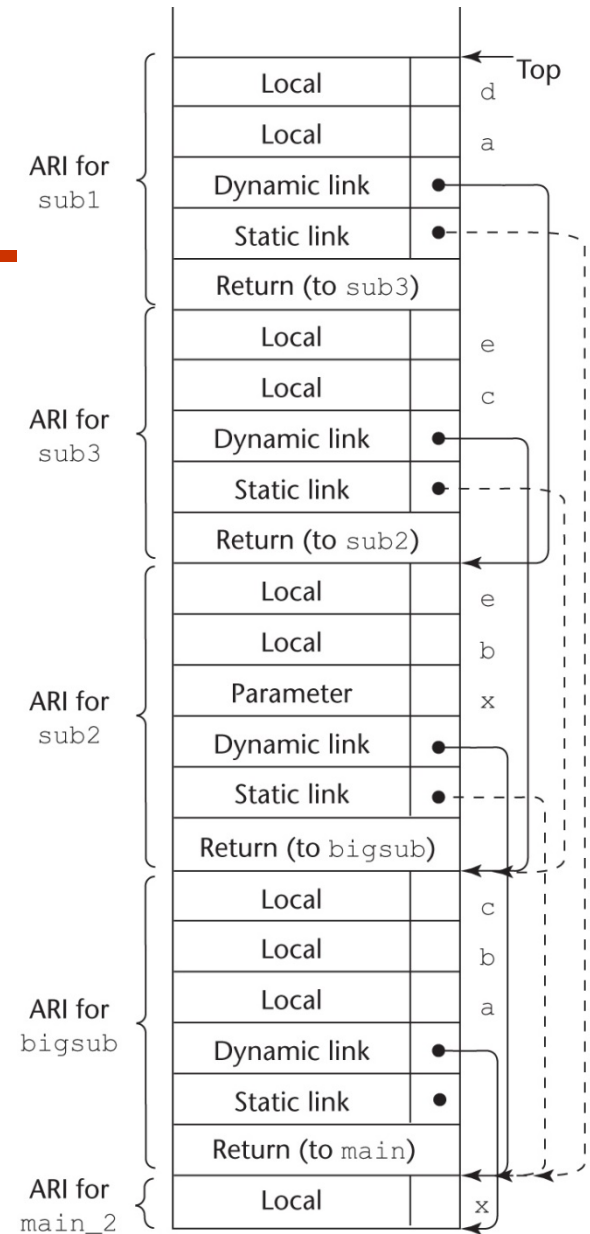 Top
Local
d
Local
a
ARI for
sub1
Dynamic link
Static link
Return (to sub3)
Local
e
Local
c
ARI for
sub3
Dynamic link
Static link
Return (to sub2)
Local
e
Local
b
Parameter
x
ARI for
sub2
Dynamic link
Static link
Return (to bigsub)
Local
c
Local
b
Local
a
ARI for
bigsub
Dynamic link
Static link
Return (to main)
ARI for
main_2
Local
x